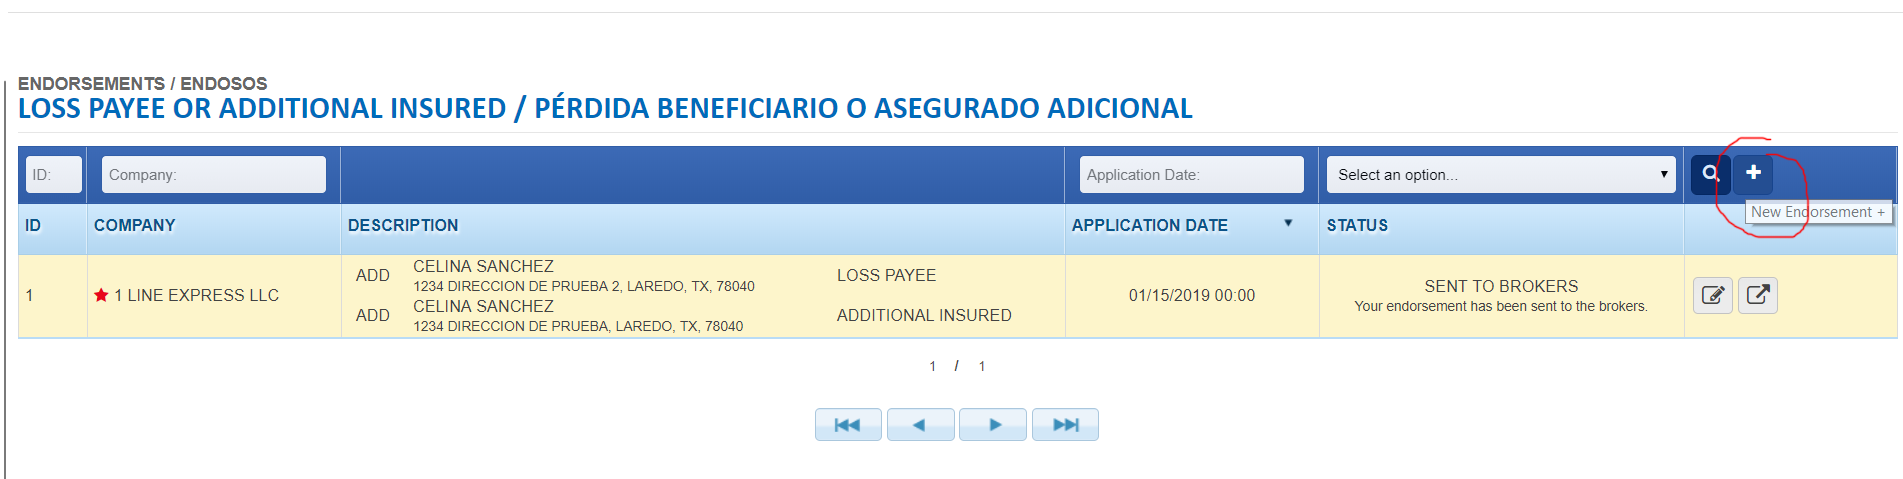 ENDORSEMENTS / ENDOSOS
LOSS PAYEE OR ADDITIONAL INSURED / PÉRDIDA BENEFICIARIO O ASEGURADO ADICIONAL
ID: Company: Application Date: Select an option...
New Endorsement +
ID COMPANY DESCRIPTION APPLICATION DATE STATUS
1 1 LINE EXPRESS LLC 01/15/2019 00:00
ADD CELINA SANCHEZ LOSS PAYEE
1234 DIRECCION DE PRUEBA 2, LAREDO, TX, 78040
ADD CELINA SANCHEZ ADDITIONAL INSURED
1234 DIRECCION DE PRUEBA, LAREDO, TX, 78040
SENT TO BROKERS
Your endorsement has been sent to the brokers.
1 / 1